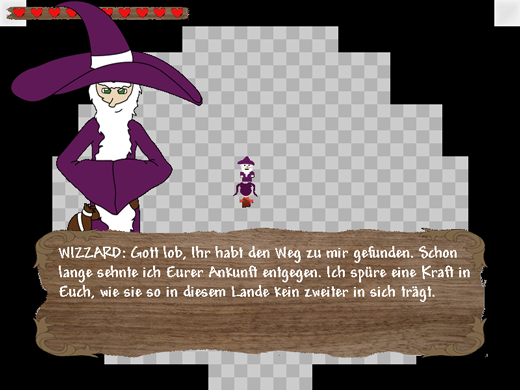 WIZZARD: Gott lob, Ihr habt den Weg zu mir gefunden. Schon
lange sehnte ich Eurer Ankunft entgegen. Ich spüre eine Kraft in
Euch, wie sie so in diesem Lande kein zweiter in sich trägt.